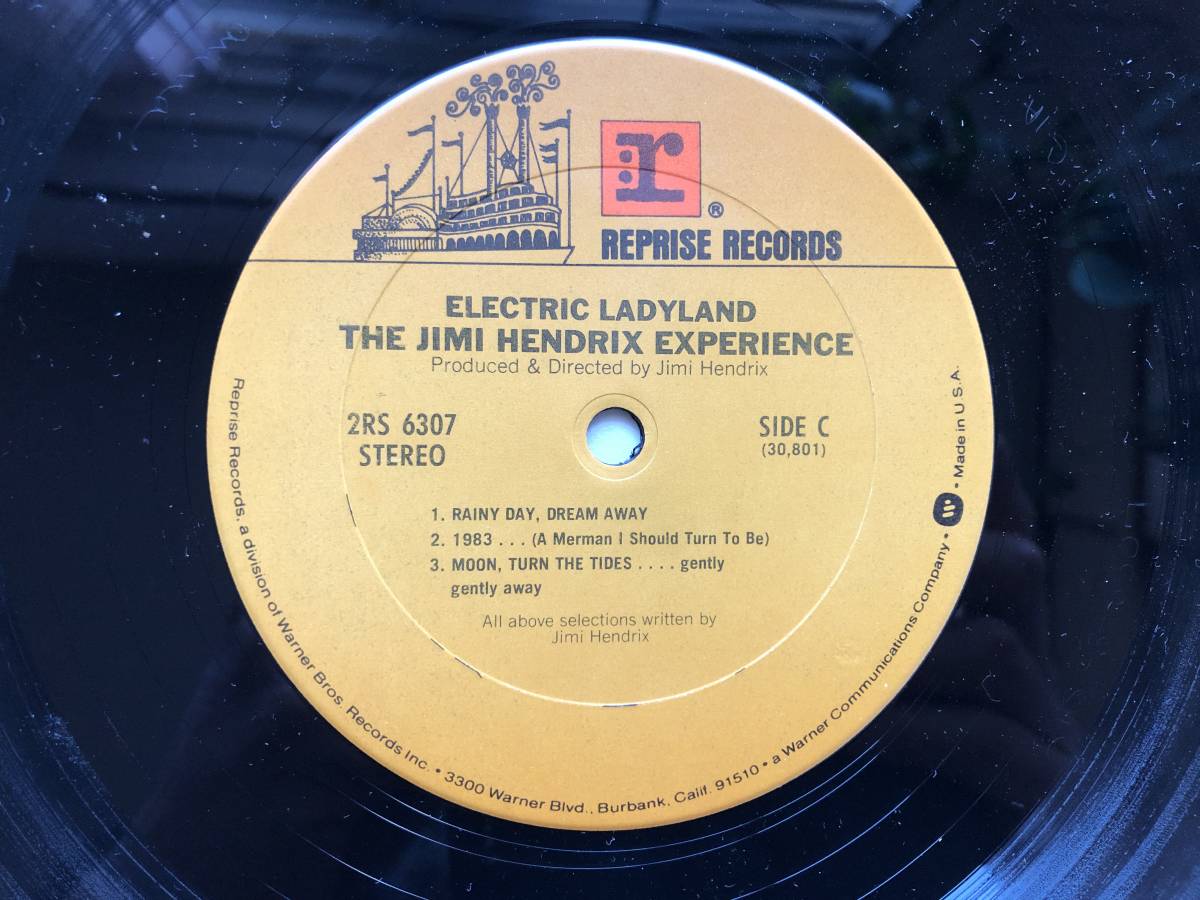 r
®
REPRISE RECORDS
ELECTRIC LADYLAND
THE JIMI HENDRIX EXPERIENCE
Produced & Directed by Jimi Hendrix
2RS 6307
STEREO
SIDE C
(30,801)
1. RAINY DAY, DREAM AWAY
2. 1983 . . . (A Merman I Should Turn To Be)
3. MOON, TURN THE TIDES . . . . gently
gently away
All above selections written by
Jimi Hendrix
Reprise Records, a division of Warner Bros. Records Inc. • 3300 Warner Blvd., Burbank, Calif. 91510 • a Warner Communications Company. • W • Made in U.S.A.